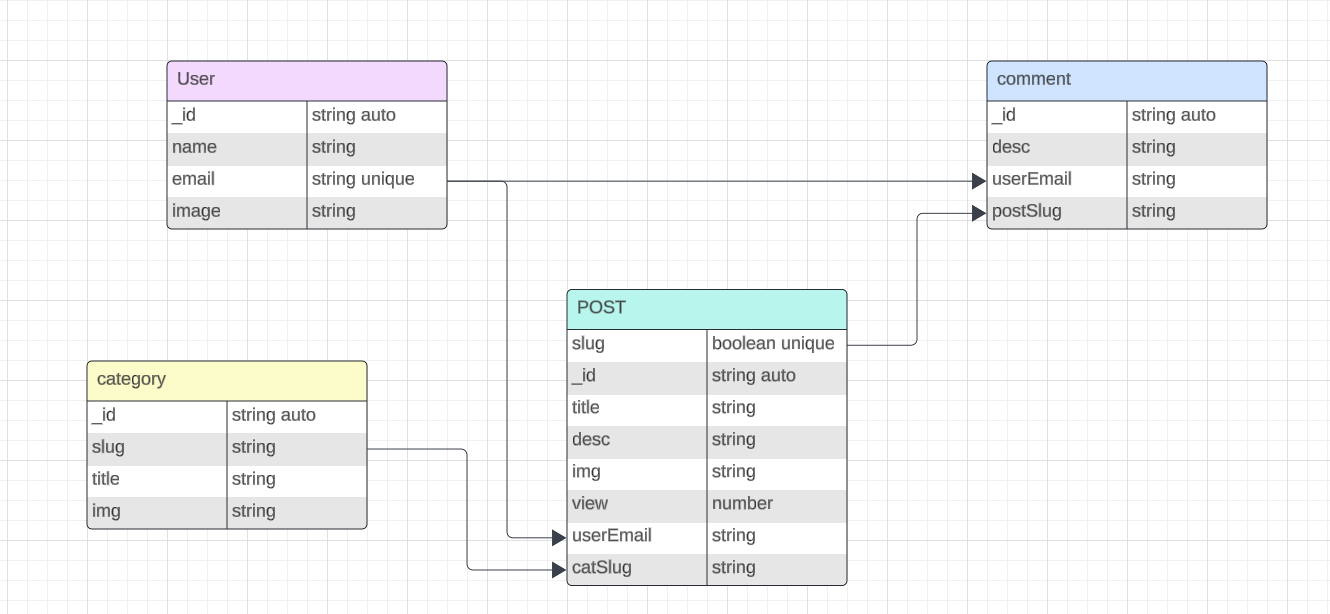 User
_id string auto
name string
email string unique
image string
comment
_id string auto
desc string
userEmail string
postSlug string
POST
slug boolean unique
_id string auto
title string
desc string
img string
view number
userEmail string
catSlug string
category
_id string auto
slug string
title string
img string